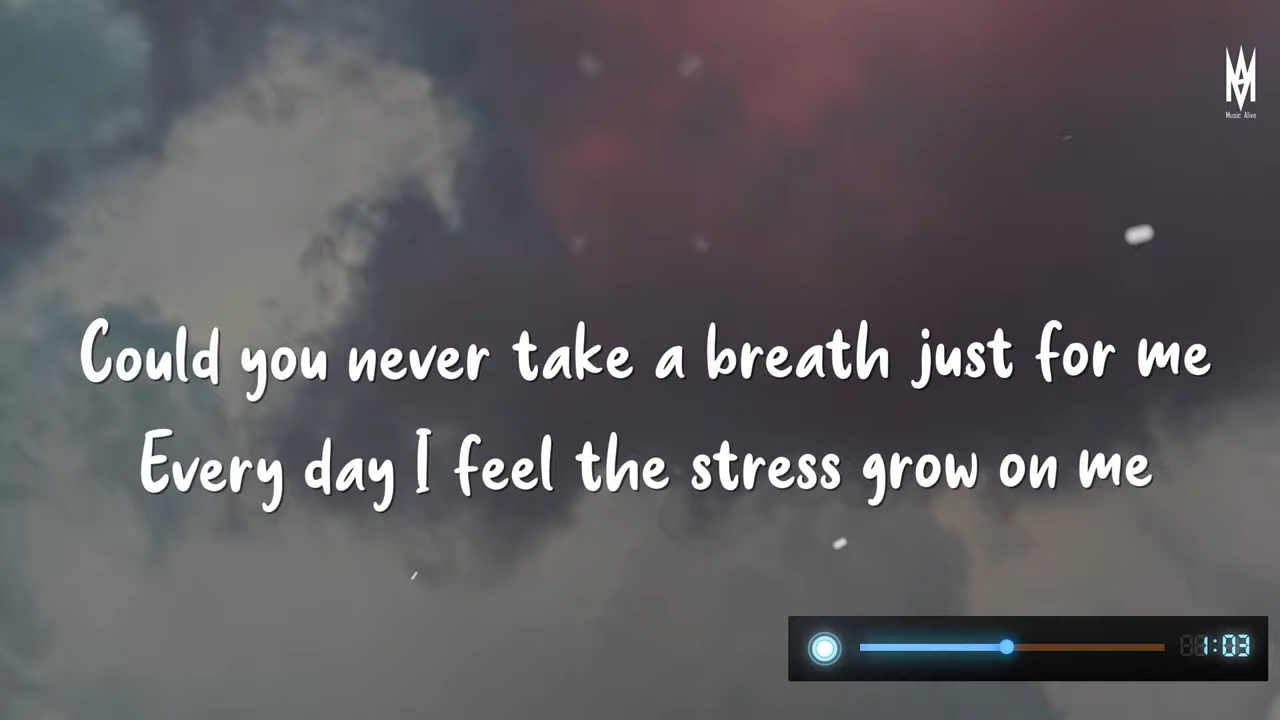 Music Alive
Could you never take a breath just for me
Every day I feel the stress grow on me
1:03